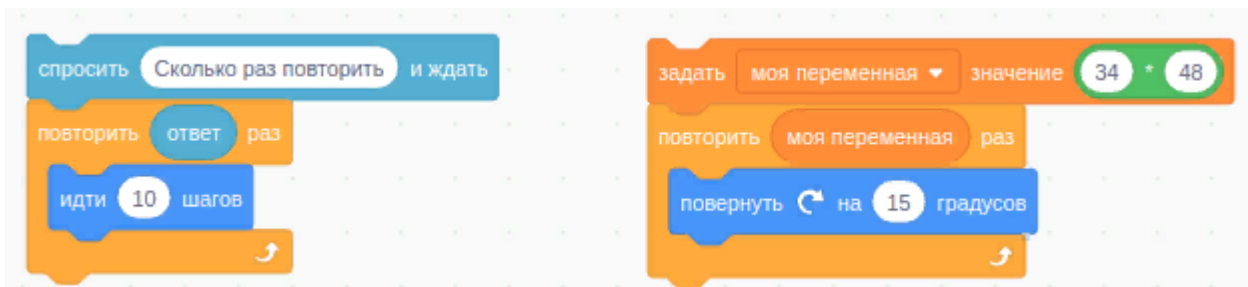 спросить Сколько раз повторить и ждать
повторить ответ раз
идти 10 шагов
задать моя переменная значение 34 * 48
повторить моя переменная раз
повернуть на 15 градусов